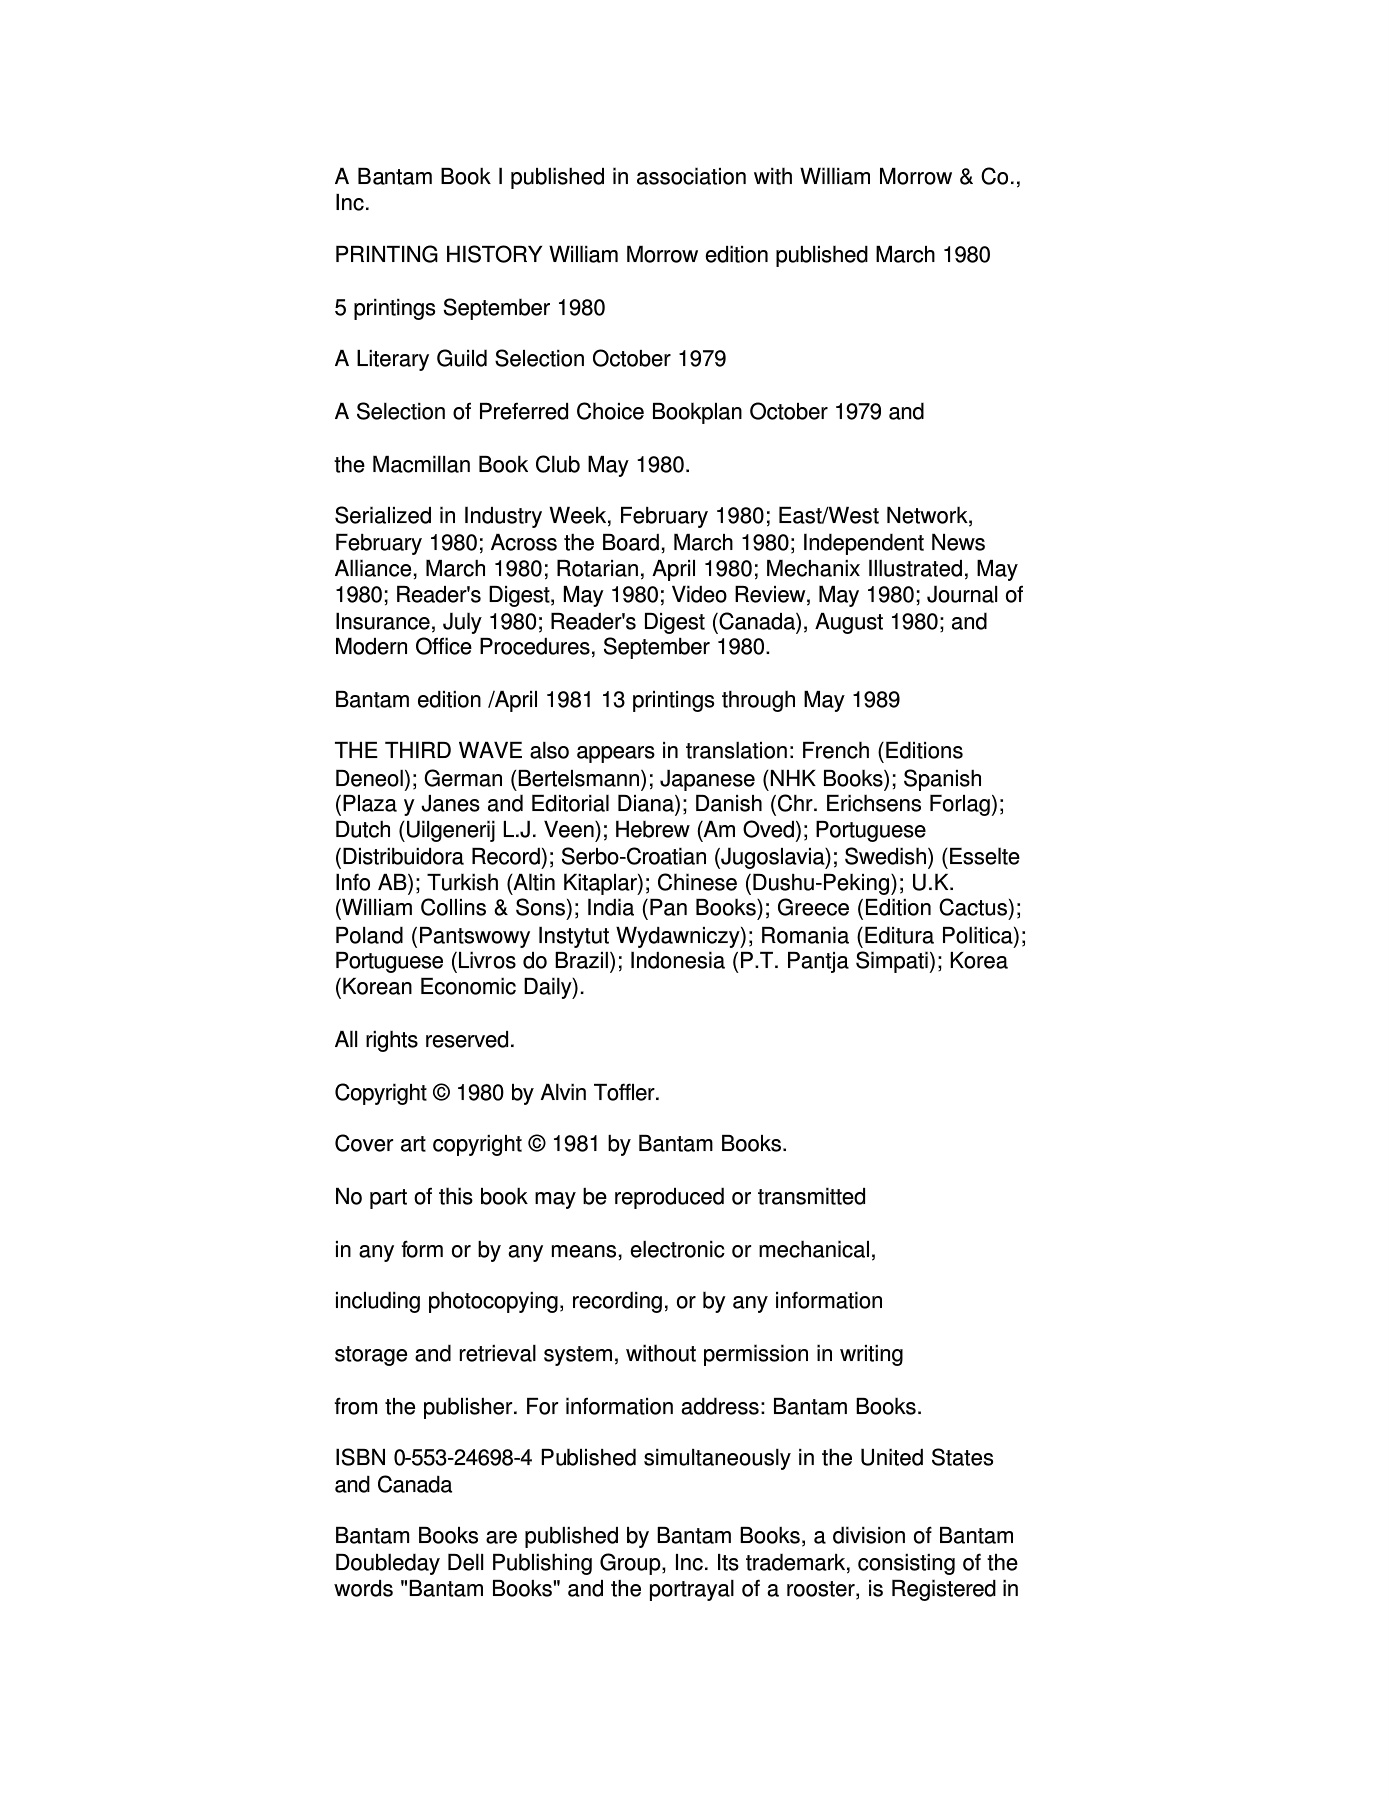 A Bantam Book I published in association with William Morrow & Co.,
Inc.
PRINTING HISTORY William Morrow edition published March 1980
5 printings September 1980
A Literary Guild Selection October 1979
A Selection of Preferred Choice Bookplan October 1979 and
the Macmillan Book Club May 1980.
Serialized in Industry Week, February 1980; East/West Network,
February 1980; Across the Board, March 1980; Independent News
Alliance, March 1980; Rotarian, April 1980; Mechanix Illustrated, May
1980; Reader's Digest, May 1980; Video Review, May 1980; Journal of
Insurance, July 1980; Reader's Digest (Canada), August 1980; and
Modern Office Procedures, September 1980.
Bantam edition /April 1981 13 printings through May 1989
THE THIRD WAVE also appears in translation: French (Editions
Deneol); German (Bertelsmann); Japanese (NHK Books); Spanish
(Plaza y Janes and Editorial Diana); Danish (Chr. Erichsens Forlag);
Dutch (Uilgenerij L.J. Veen); Hebrew (Am Oved); Portuguese
(Distribuidora Record); Serbo-Croatian (Jugoslavia); Swedish) (Esselte
Info AB); Turkish (Altin Kitaplar); Chinese (Dushu-Peking); U.K.
(William Collins & Sons); India (Pan Books); Greece (Edition Cactus);
Poland (Pantswowy Instytut Wydawniczy); Romania (Editura Politica);
Portuguese (Livros do Brazil); Indonesia (P.T. Pantja Simpati); Korea
(Korean Economic Daily).
All rights reserved.
Copyright © 1980 by Alvin Toffler.
Cover art copyright © 1981 by Bantam Books.
No part of this book may be reproduced or transmitted
in any form or by any means, electronic or mechanical,
including photocopying, recording, or by any information
storage and retrieval system, without permission in writing
from the publisher. For information address: Bantam Books.
ISBN 0-553-24698-4 Published simultaneously in the United States
and Canada
Bantam Books are published by Bantam Books, a division of Bantam
Doubleday Dell Publishing Group, Inc. Its trademark, consisting of the
words "Bantam Books" and the portrayal of a rooster, is Registered in